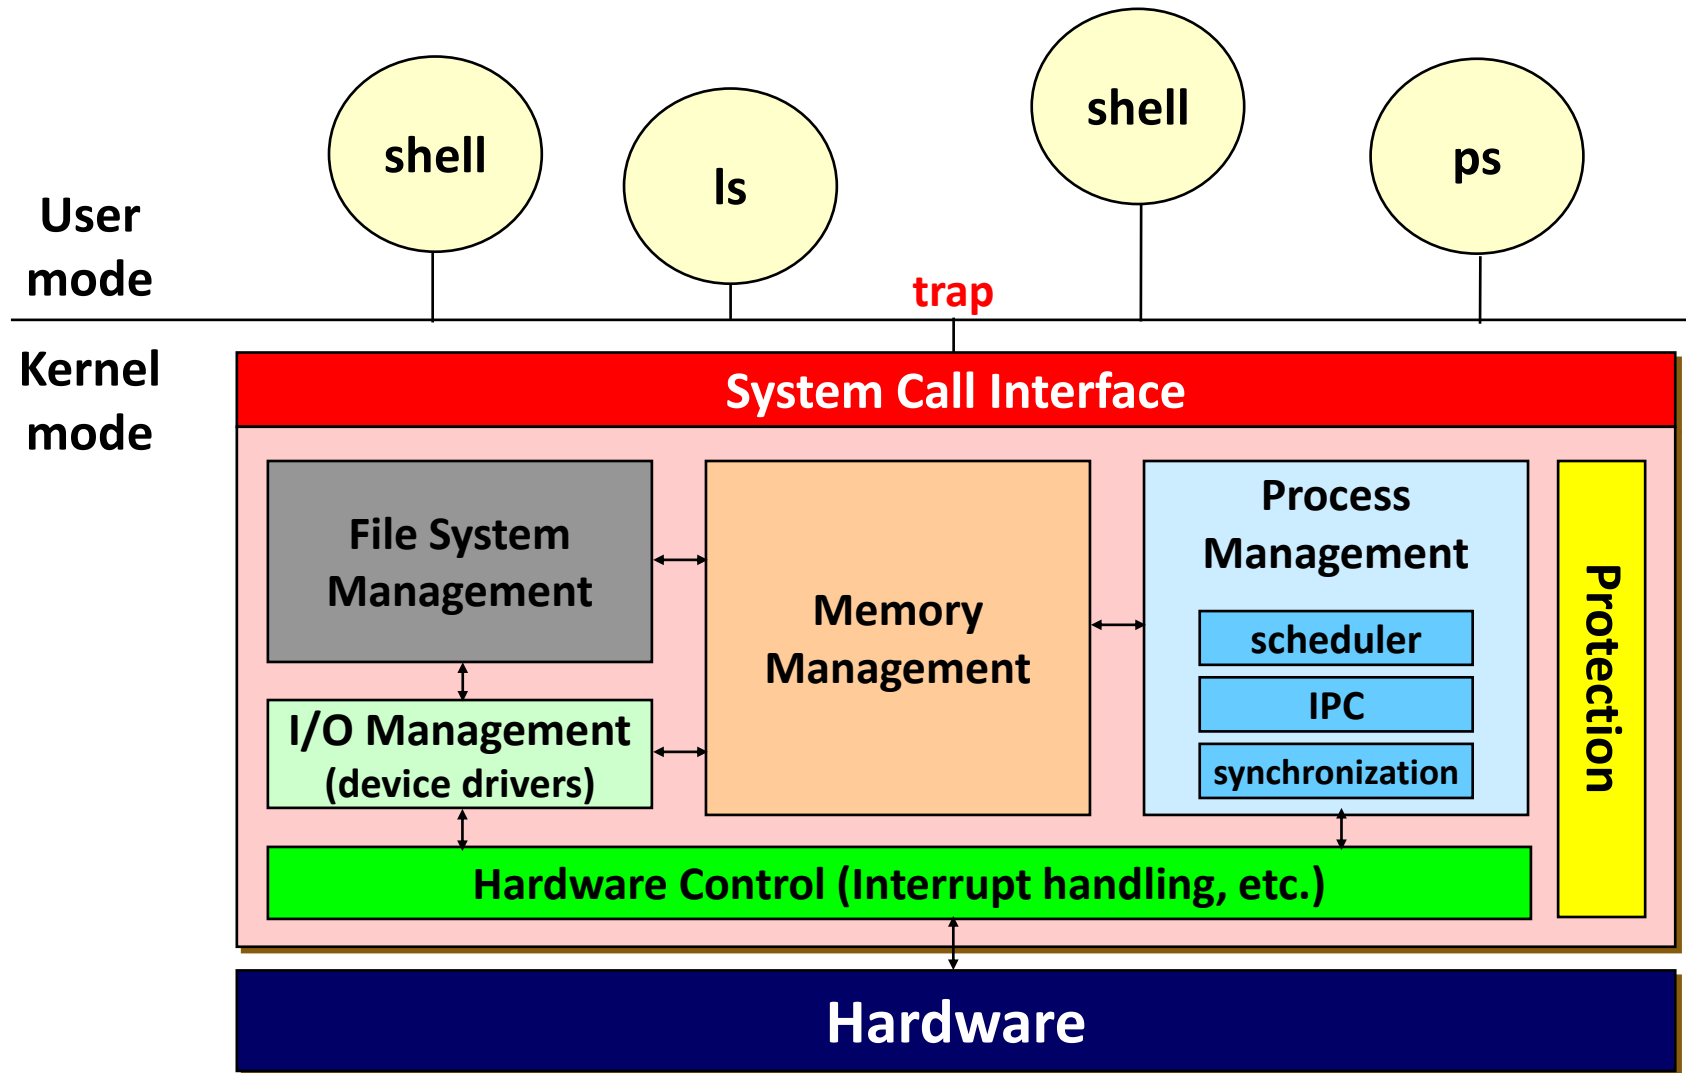 shell
ls
shell
ps
User
mode
trap
Kernel
mode
System Call Interface
File System
Management
Memory
Management
Process
Management
scheduler
IPC
synchronization
Protection
I/O Management
(device drivers)
Hardware Control (Interrupt handling, etc.)
Hardware